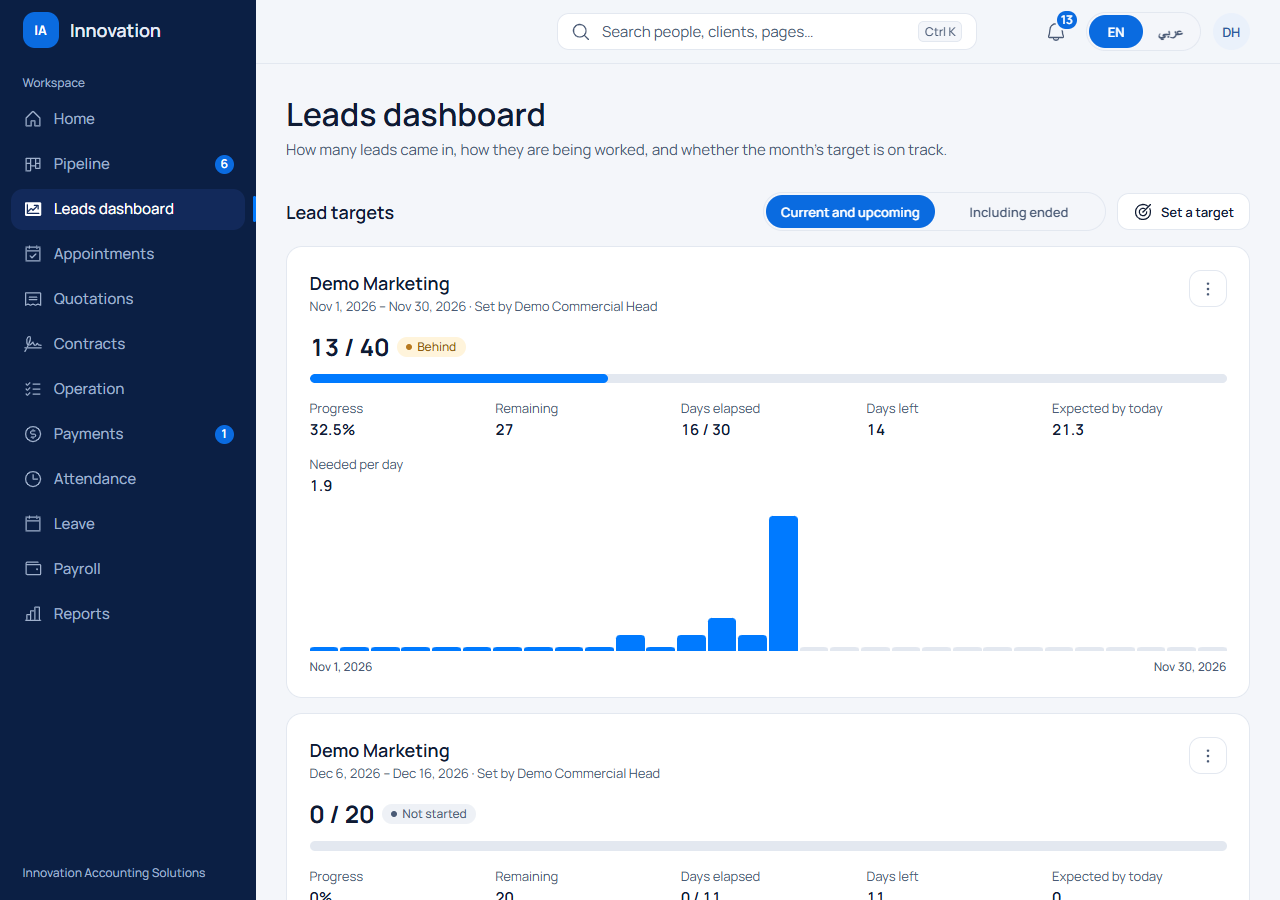 IA Innovation
Search people, clients, pages... Ctrl K
13
EN عربي DH
Workspace
Home
Pipeline 6
Leads dashboard
Appointments
Quotations
Contracts
Operation
Payments 1
Attendance
Leave
Payroll
Reports
Innovation Accounting Solutions
Leads dashboard
How many leads came in, how they are being worked, and whether the month's target is on track.
Lead targets Current and upcoming Including ended Set a target
Demo Marketing
Nov 1, 2026 – Nov 30, 2026 · Set by Demo Commercial Head
13 / 40 Behind
Progress Remaining Days elapsed Days left Expected by today
32.5% 27 16 / 30 14 21.3
Needed per day
1.9
Nov 1, 2026 Nov 30, 2026
Demo Marketing
Dec 6, 2026 – Dec 16, 2026 · Set by Demo Commercial Head
0 / 20 Not started
Progress Remaining Days elapsed Days left Expected by today
0% 20 0 / 11 11 0